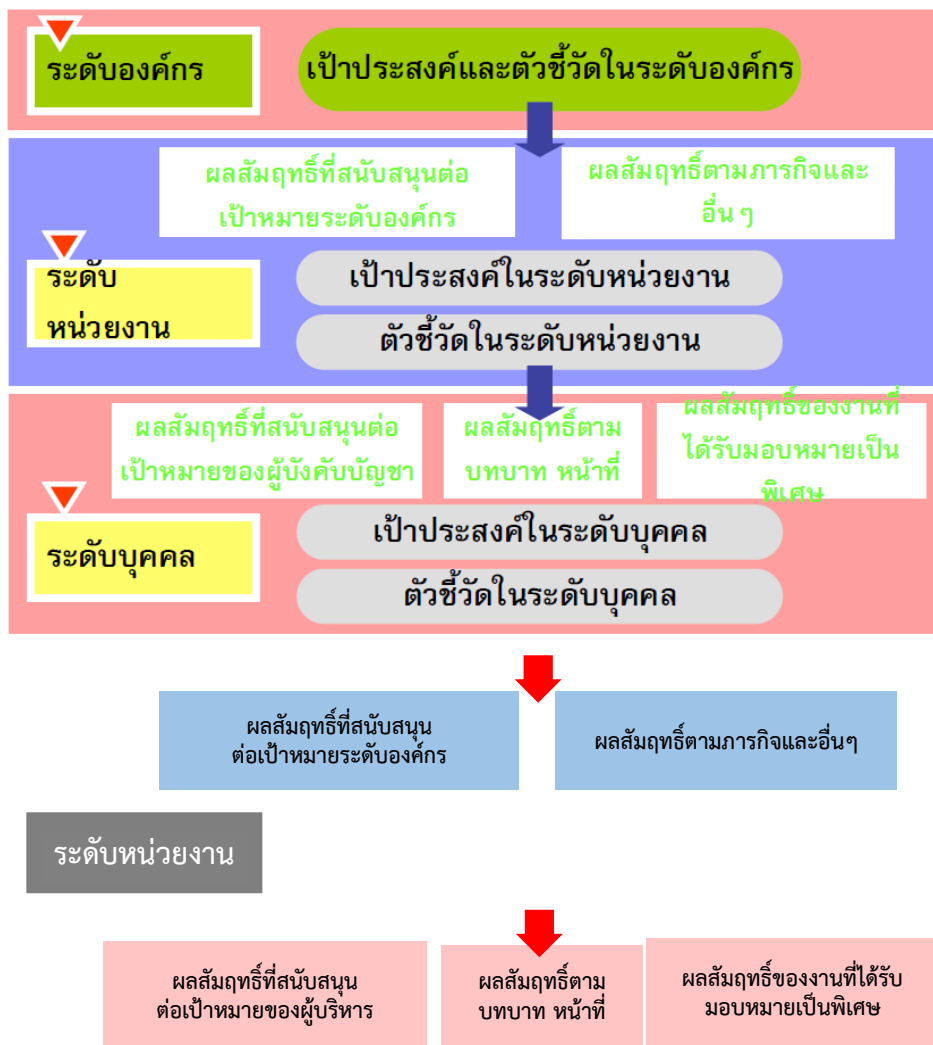 ระดับองค์กร
เป้าประสงค์และตัวชี้วัดในระดับองค์กร
ผลสัมฤทธิ์ที่สนับสนุนต่อ
เป้าหมายระดับองค์กร
ผลสัมฤทธิ์ตามภารกิจและ
อื่น ๆ
ระดับ
หน่วยงาน
เป้าประสงค์ในระดับหน่วยงาน
ตัวชี้วัดในระดับหน่วยงาน
ผลสัมฤทธิ์ที่สนับสนุนต่อ
เป้าหมายของผู้บังคับบัญชา
ผลสัมฤทธิ์ตาม
บทบาท หน้าที่
ผลสัมฤทธิ์ของงานที่
ได้รับมอบหมายเป็น
พิเศษ
ระดับบุคคล
เป้าประสงค์ในระดับบุคคล
ตัวชี้วัดในระดับบุคคล
ผลสัมฤทธิ์ที่สนับสนุน
ต่อเป้าหมายระดับองค์กร
ผลสัมฤทธิ์ตามภารกิจและอื่นๆ
ระดับหน่วยงาน
ผลสัมฤทธิ์ที่สนับสนุน
ต่อเป้าหมายของผู้บริหาร
ผลสัมฤทธิ์ตาม
บทบาท หน้าที่
ผลสัมฤทธิ์ของงานที่ได้รับ
มอบหมายเป็นพิเศษ